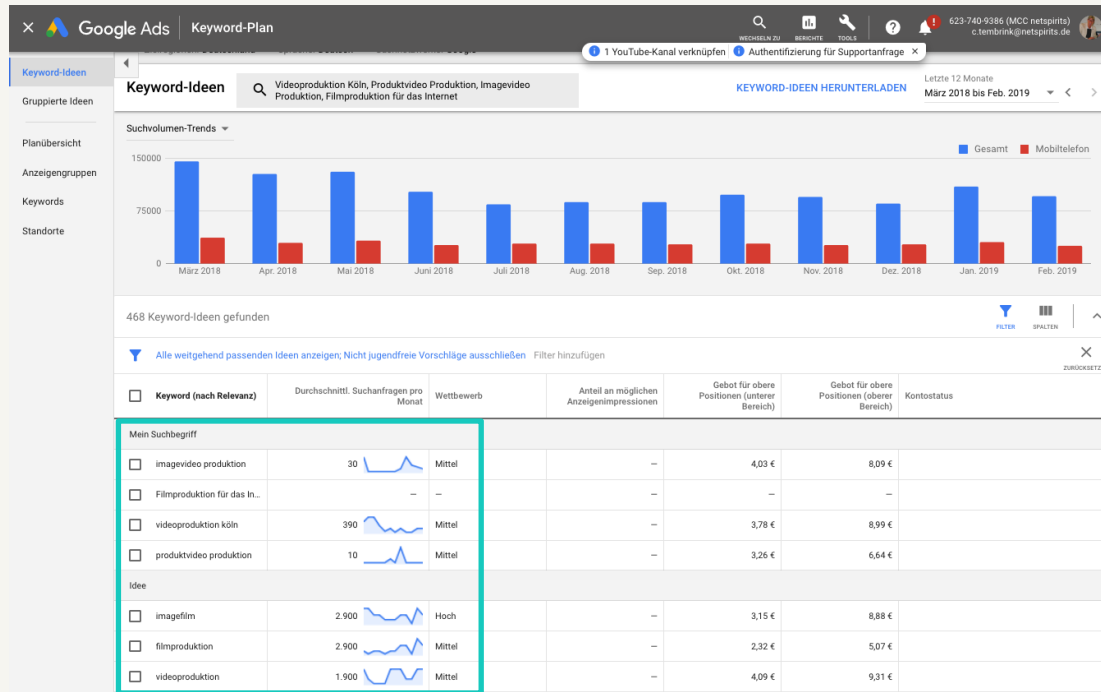 Google Ads Keyword-Plan
WECHSELN ZU BERICHTE TOOLS
623-740-9386 (MCC netspirits)
c.tembrink@netspirits.de
1 YouTube-Kanal verknüpfen Authentifizierung für Supportanfrage
Keyword-Ideen
Gruppierte Ideen
Planübersicht
Anzeigengruppen
Keywords
Standorte
Keyword-Ideen
Videoproduktion Köln, Produktvideo Produktion, Imagevideo
Produktion, Filmproduktion für das Internet
KEYWORD-IDEEN HERUNTERLADEN
Letzte 12 Monate
März 2018 bis Feb. 2019
Suchvolumen-Trends
Gesamt Mobiltelefon
150000
75000
0
März 2018 Apr. 2018 Mai 2018 Juni 2018 Juli 2018 Aug. 2018 Sep. 2018 Okt. 2018 Nov. 2018 Dez. 2018 Jan. 2019 Feb. 2019
468 Keyword-Ideen gefunden
FILTER SPALTEN
Alle weitgehend passenden Ideen anzeigen; Nicht jugendfreie Vorschläge ausschließen Filter hinzufügen
ZURÜCKSETZ
Keyword (nach Relevanz)
Durchschnittl. Suchanfragen pro
Monat
Wettbewerb
Anteil an möglichen
Anzeigenimpressionen
Gebot für obere
Positionen (unterer
Bereich)
Gebot für obere
Positionen (oberer
Bereich)
Kontostatus
Mein Suchbegriff
imagevideo produktion 30 Mittel – 4,03 € 8,09 €
Filmproduktion für das In... – – – – –
videoproduktion köln 390 Mittel – 3,78 € 8,99 €
produktvideo produktion 10 Mittel – 3,26 € 6,64 €
Idee
imagefilm 2.900 Hoch – 3,15 € 8,88 €
filmproduktion 2.900 Mittel – 2,32 € 5,07 €
videoproduktion 1.900 Mittel – 4,09 € 9,31 €